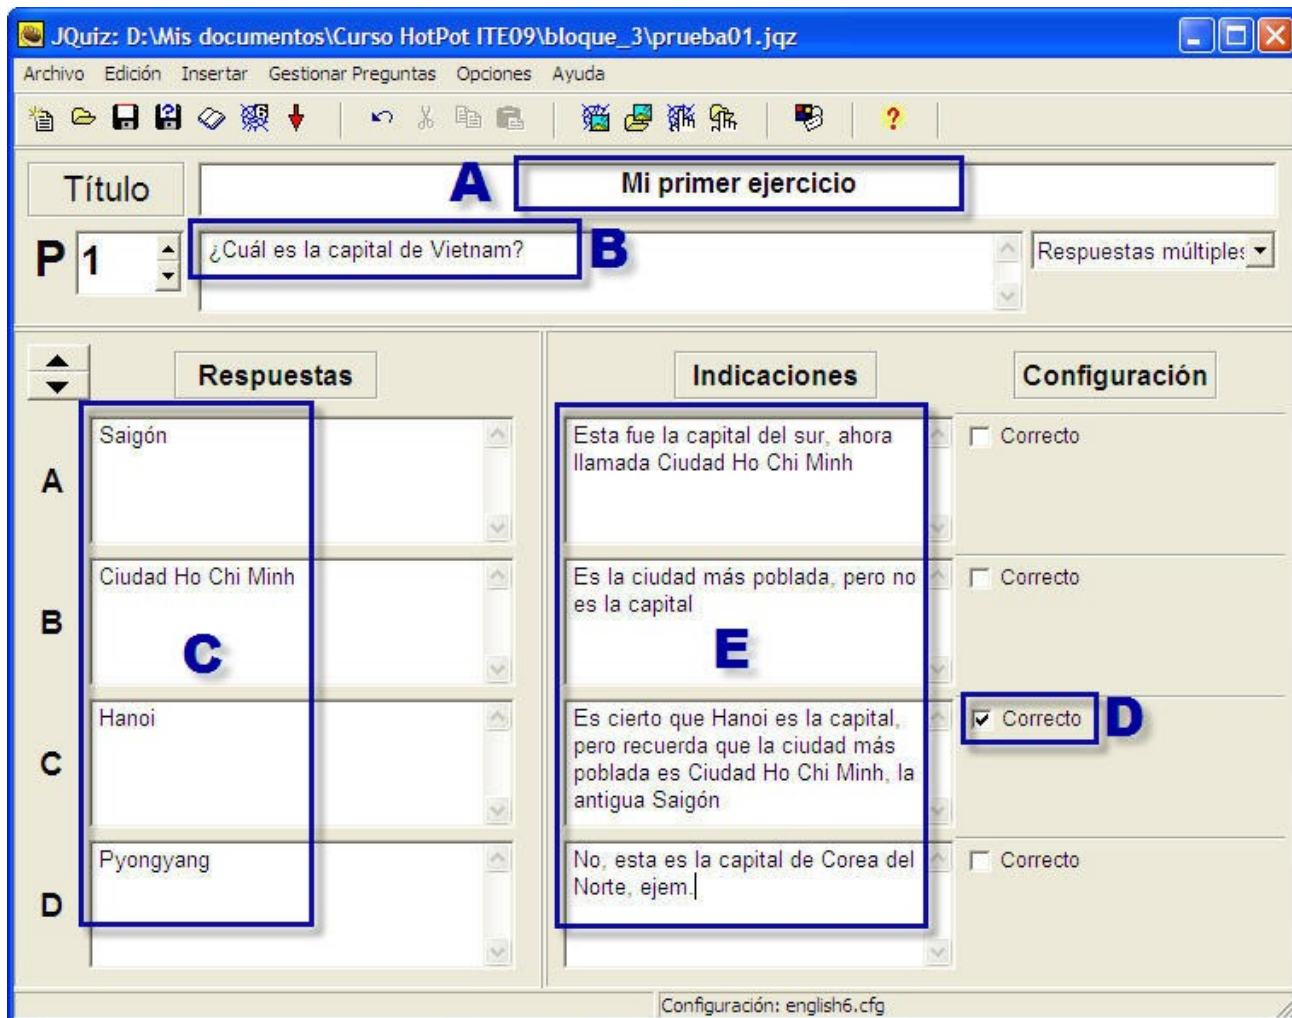 JQuiz: D:\Mis documentos\Curso HotPot ITE09\bloque_3\prueba01.jqz
Archivo Edición Insertar Gestionar Preguntas Opciones Ayuda
?
Título A Mi primer ejercicio
P 1 ¿Cuál es la capital de Vietnam? B Respuestas múltiples
Respuestas Indicaciones Configuración
A
Saigón
Esta fue la capital del sur, ahora
llamada Ciudad Ho Chi Minh
Correcto
B
Ciudad Ho Chi Minh
C
Es la ciudad más poblada, pero no
es la capital
E
Correcto
C
Hanoi
Es cierto que Hanoi es la capital,
pero recuerda que la ciudad más
poblada es Ciudad Ho Chi Minh, la
antigua Saigón
Correcto D
D
Pyongyang
No, esta es la capital de Corea del
Norte, ejem.
Correcto
Configuración: english6.cfg